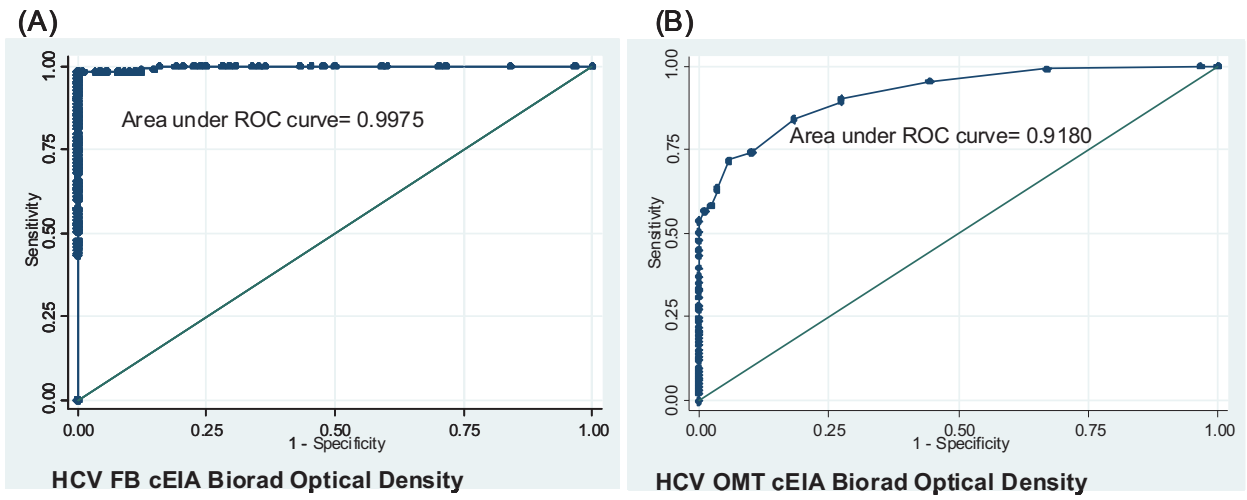 (A)
1.00
0.75
0.50
0.25
0.00
Sensitivity
Area under ROC curve= 0.9975
0.00 0.25 0.50 0.75 1.00
1 - Specificity
HCV FB cEIA Biorad Optical Density
(B)
1.00
0.75
0.50
0.25
0.00
Sensitivity
Area under ROC curve= 0.9180
0.00 0.25 0.50 0.75 1.00
1 - Specificity
HCV OMT cEIA Biorad Optical Density